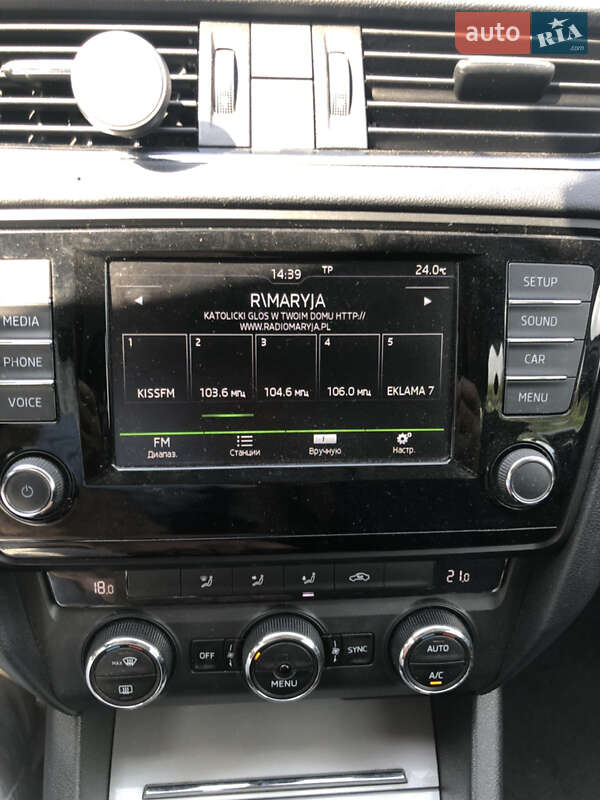 auto RIA
.com
14:39 TP 24.0°C
R\MARYJA
KATOLICKI GLOS W TWOIM DOMU HTTP://
WWW.RADIOMARYJA.PL
1 2 3 4 5
KISSFM 103.6 МГЦ 104.6 МГЦ 106.0 МГЦ EKLAMA 7
FM
Диапаз. Станции Вручную Настр.
MEDIA
PHONE
VOICE
SETUP
SOUND
CAR
MENU
18.0 21.0
MAX OFF MENU SYNC AUTO
A/C